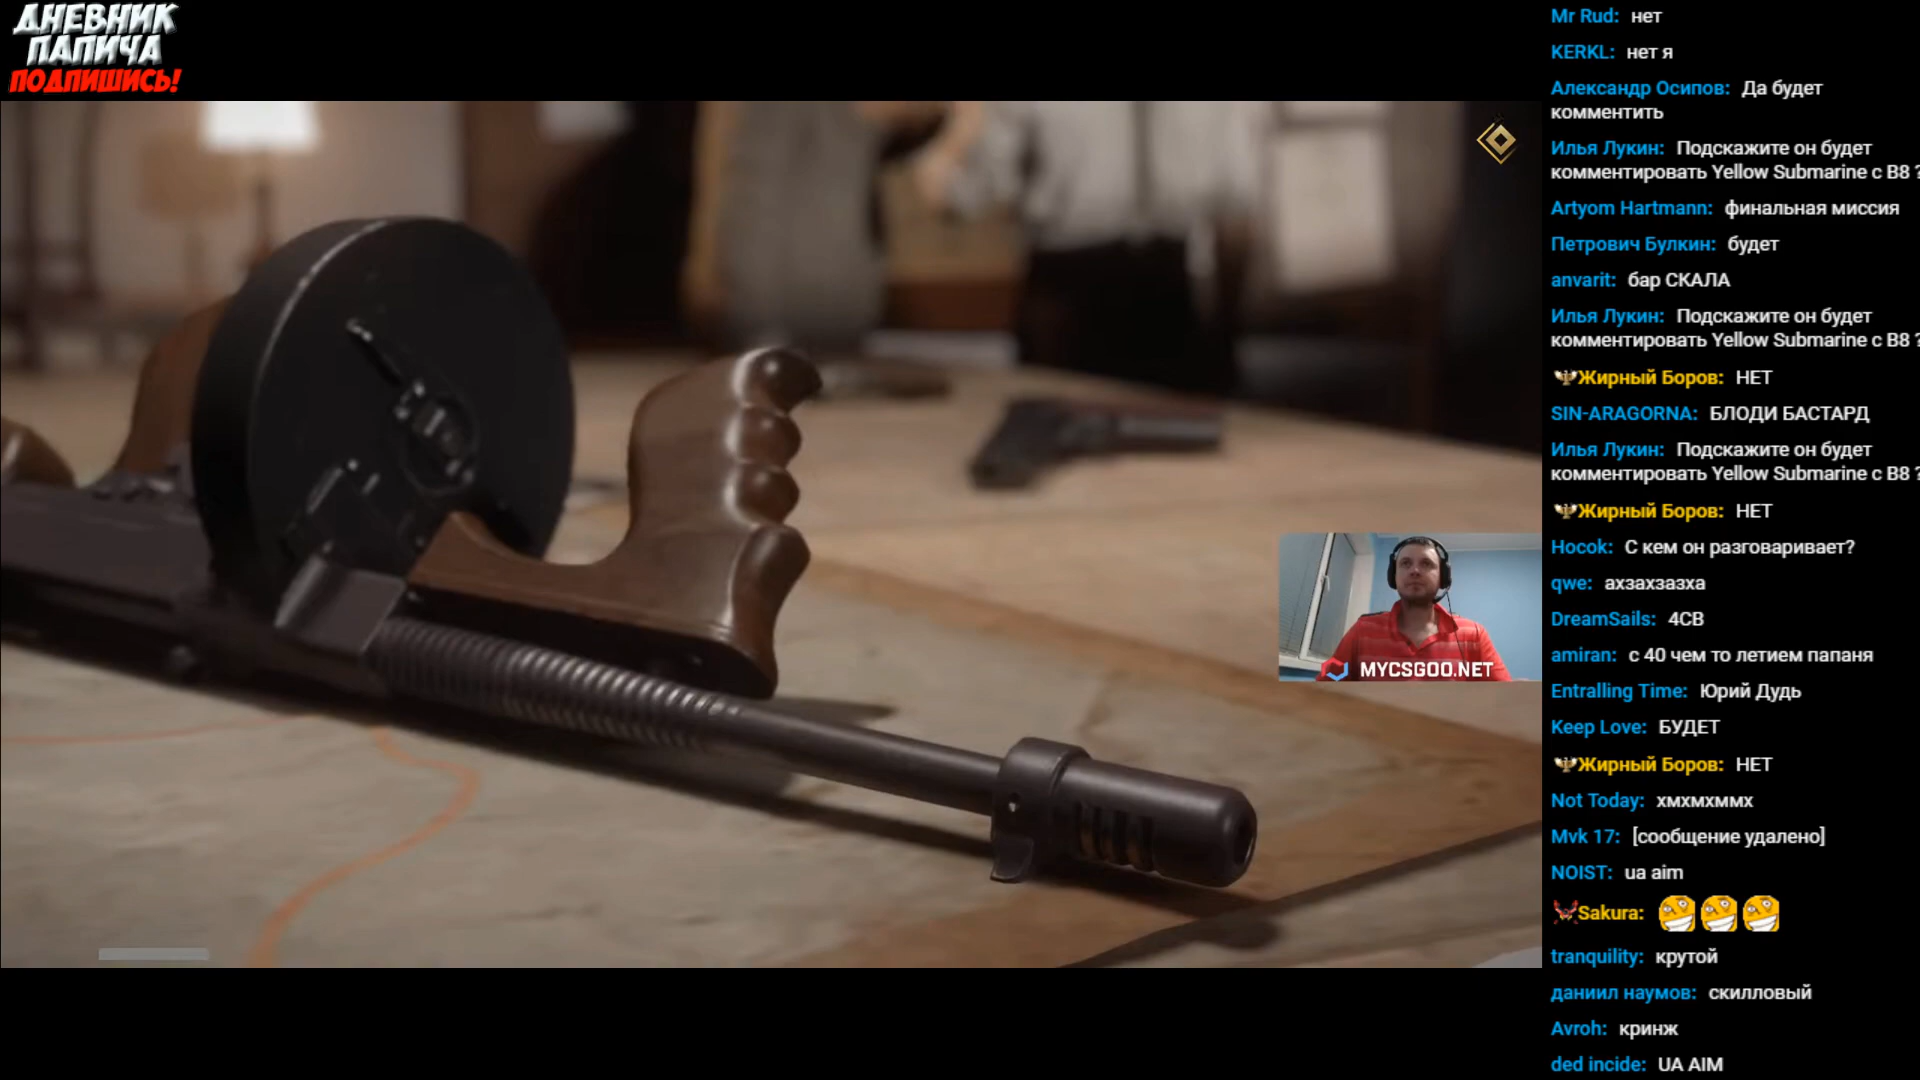 ДНЕВНИК
ПАПИЧА
ПОДПИШИСЬ!
MYCSGOO.NET
Mr Rud: нет
KERKL: нет я
Александр Осипов: Да будет
комментить
Илья Лукин: Подскажите он будет
комментировать Yellow Submarine с B8 ?
Artyom Hartmann: финальная миссия
Петрович Булкин: будет
anvarit: бар СКАЛА
Илья Лукин: Подскажите он будет
комментировать Yellow Submarine с B8 ?
Жирный Боров: НЕТ
SIN-ARAGORNA: БЛОДИ БАСТАРД
Илья Лукин: Подскажите он будет
комментировать Yellow Submarine с B8 ?
Жирный Боров: НЕТ
Носок: С кем он разговаривает?
qwe: ахзахзазха
DreamSails: 4CB
amiran: с 40 чем то летием папаня
Entralling Time: Юрий Дудь
Keep Love: БУДЕТ
Жирный Боров: НЕТ
Not Today: хмхмхммх
Mvk 17: [сообщение удалено]
NOIST: ua aim
Sakura:
tranquility: крутой
даниил наумов: скилловый
Avroh: кринж
ded incide: UA AIM